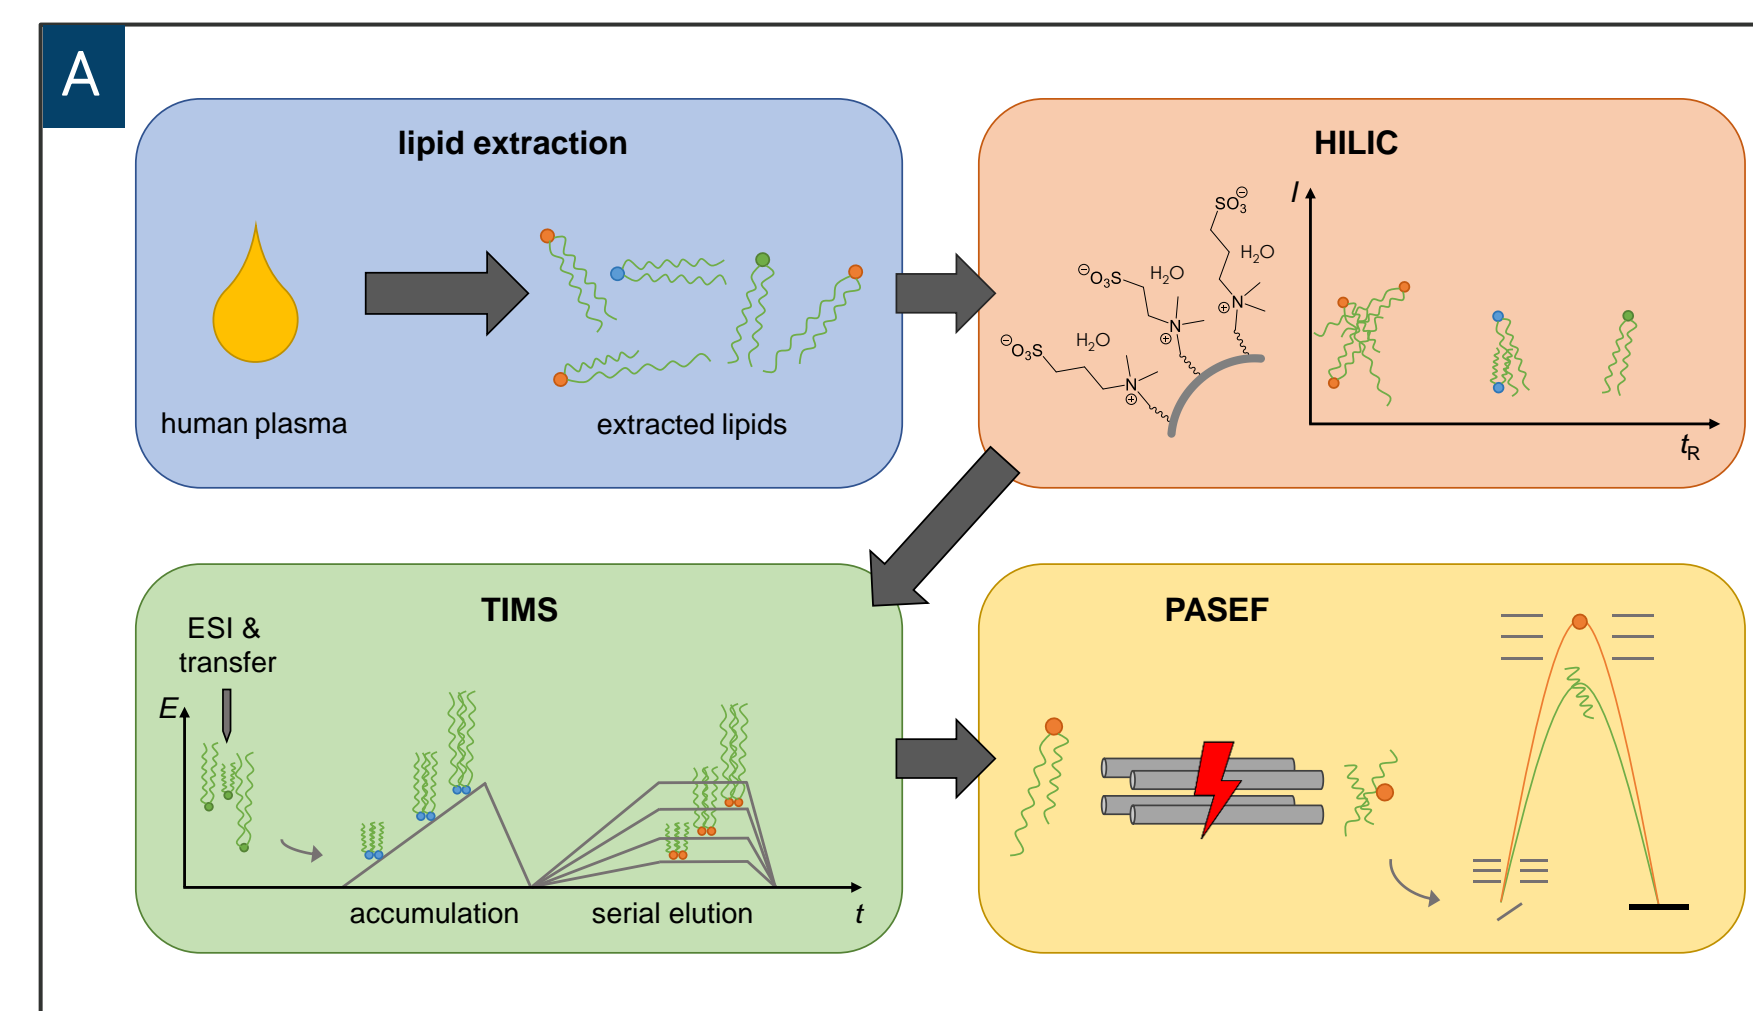 A
lipid extraction
human plasma
extracted lipids
HILIC
I
⊖
SO₃
H₂O
⊖O₃S
H₂O
N
⊕
⊖O₃S
H₂O
N
⊕
N
⊕
tR
TIMS
ESI &
transfer
E
accumulation
serial elution
t
PASEF